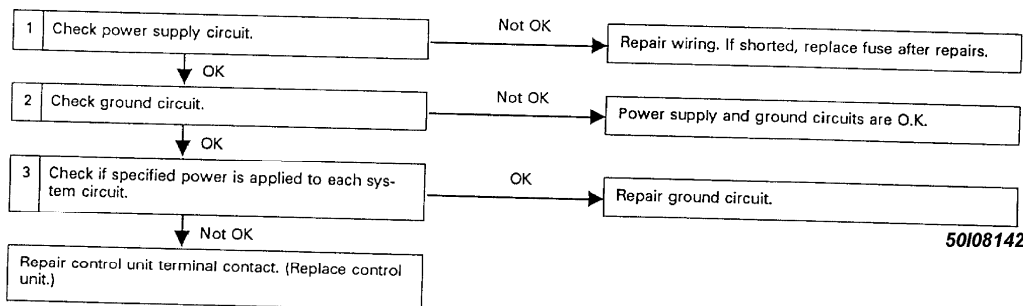 1 Check power supply circuit.
Not OK
Repair wiring. If shorted, replace fuse after repairs.
OK
2 Check ground circuit.
Not OK
Power supply and ground circuits are O.K.
OK
3 Check if specified power is applied to each sys-
tem circuit.
OK
Repair ground circuit.
50I08142
Not OK
Repair control unit terminal contact. (Replace control
unit.)